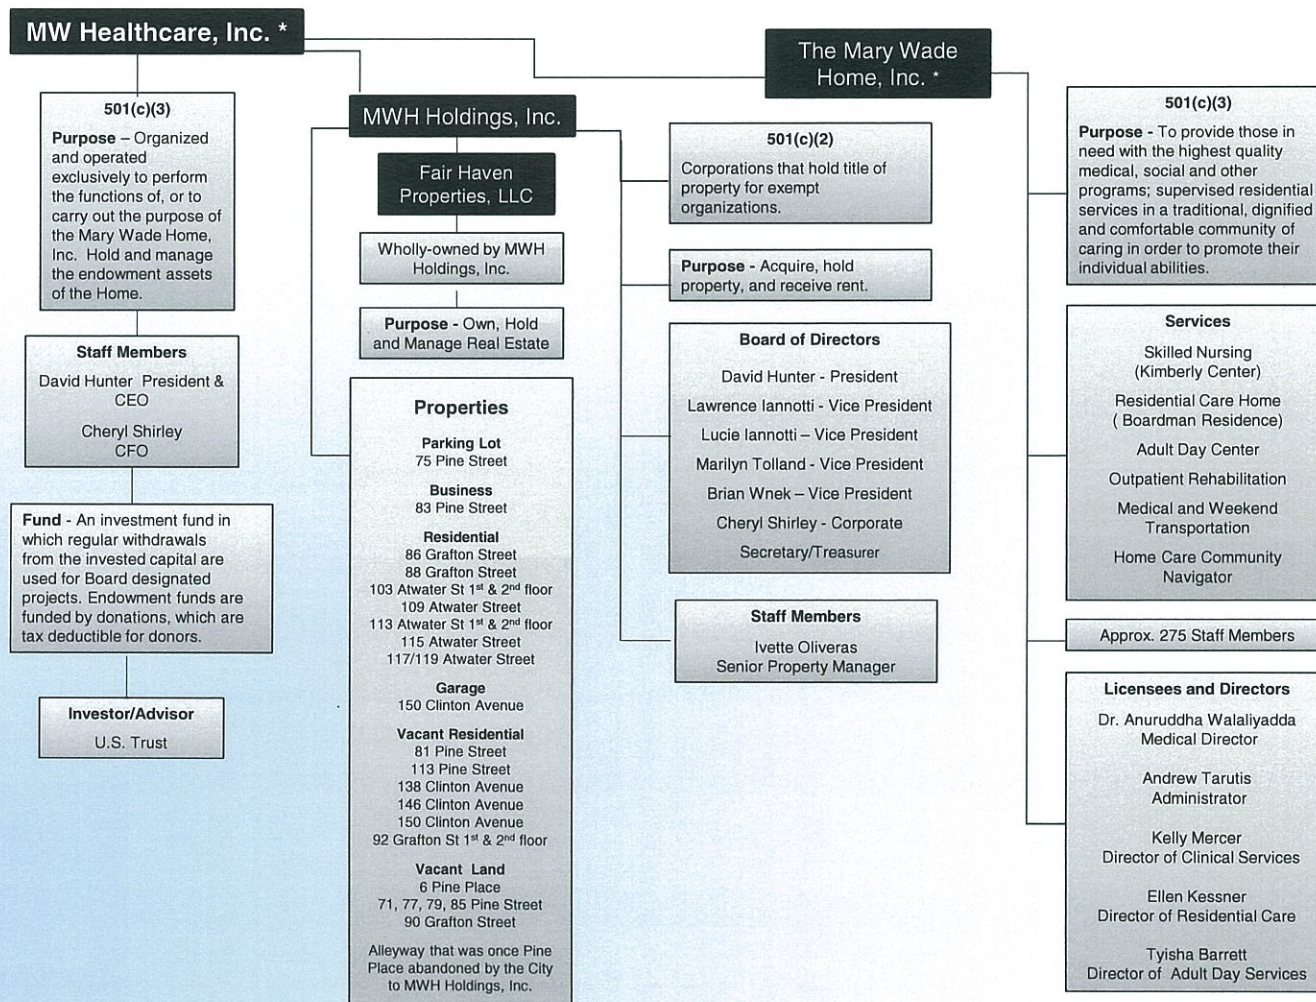 MW Healthcare, Inc. *
501(c)(3)
Purpose – Organized
and operated
exclusively to perform
the functions of, or to
carry out the purpose of
the Mary Wade Home,
Inc. Hold and manage
the endowment assets
of the Home.
Staff Members
David Hunter President &
CEO
Cheryl Shirley
CFO
Fund - An investment fund in
which regular withdrawals
from the invested capital are
used for Board designated
projects. Endowment funds are
funded by donations, which are
tax deductible for donors.
Investor/Advisor
U.S. Trust
MWH Holdings, Inc.
Fair Haven
Properties, LLC
Wholly-owned by MWH
Holdings, Inc.
Purpose - Own, Hold
and Manage Real Estate
Properties
Parking Lot
75 Pine Street
Business
83 Pine Street
Residential
86 Grafton Street
88 Grafton Street
103 Atwater St 1st & 2nd floor
109 Atwater Street
113 Atwater St 1st & 2nd floor
115 Atwater Street
117/119 Atwater Street
Garage
150 Clinton Avenue
Vacant Residential
81 Pine Street
113 Pine Street
138 Clinton Avenue
146 Clinton Avenue
150 Clinton Avenue
92 Grafton St 1st & 2nd floor
Vacant Land
6 Pine Place
71, 77, 79, 85 Pine Street
90 Grafton Street
Alleyway that was once Pine
Place abandoned by the City
to MWH Holdings, Inc.
501(c)(2)
Corporations that hold title of
property for exempt
organizations.
Purpose - Acquire, hold
property, and receive rent.
Board of Directors
David Hunter - President
Lawrence Iannotti - Vice President
Lucie Iannotti – Vice President
Marilyn Tolland - Vice President
Brian Wnek – Vice President
Cheryl Shirley - Corporate
Secretary/Treasurer
Staff Members
Ivette Oliveras
Senior Property Manager
The Mary Wade
Home, Inc. *
501(c)(3)
Purpose - To provide those in
need with the highest quality
medical, social and other
programs; supervised residential
services in a traditional, dignified
and comfortable community of
caring in order to promote their
individual abilities.
Services
Skilled Nursing
(Kimberly Center)
Residential Care Home
( Boardman Residence)
Adult Day Center
Outpatient Rehabilitation
Medical and Weekend
Transportation
Home Care Community
Navigator
Approx. 275 Staff Members
Licensees and Directors
Dr. Anuruddha Walaliyadda
Medical Director
Andrew Tarutis
Administrator
Kelly Mercer
Director of Clinical Services
Ellen Kessner
Director of Residential Care
Tyisha Barrett
Director of Adult Day Services